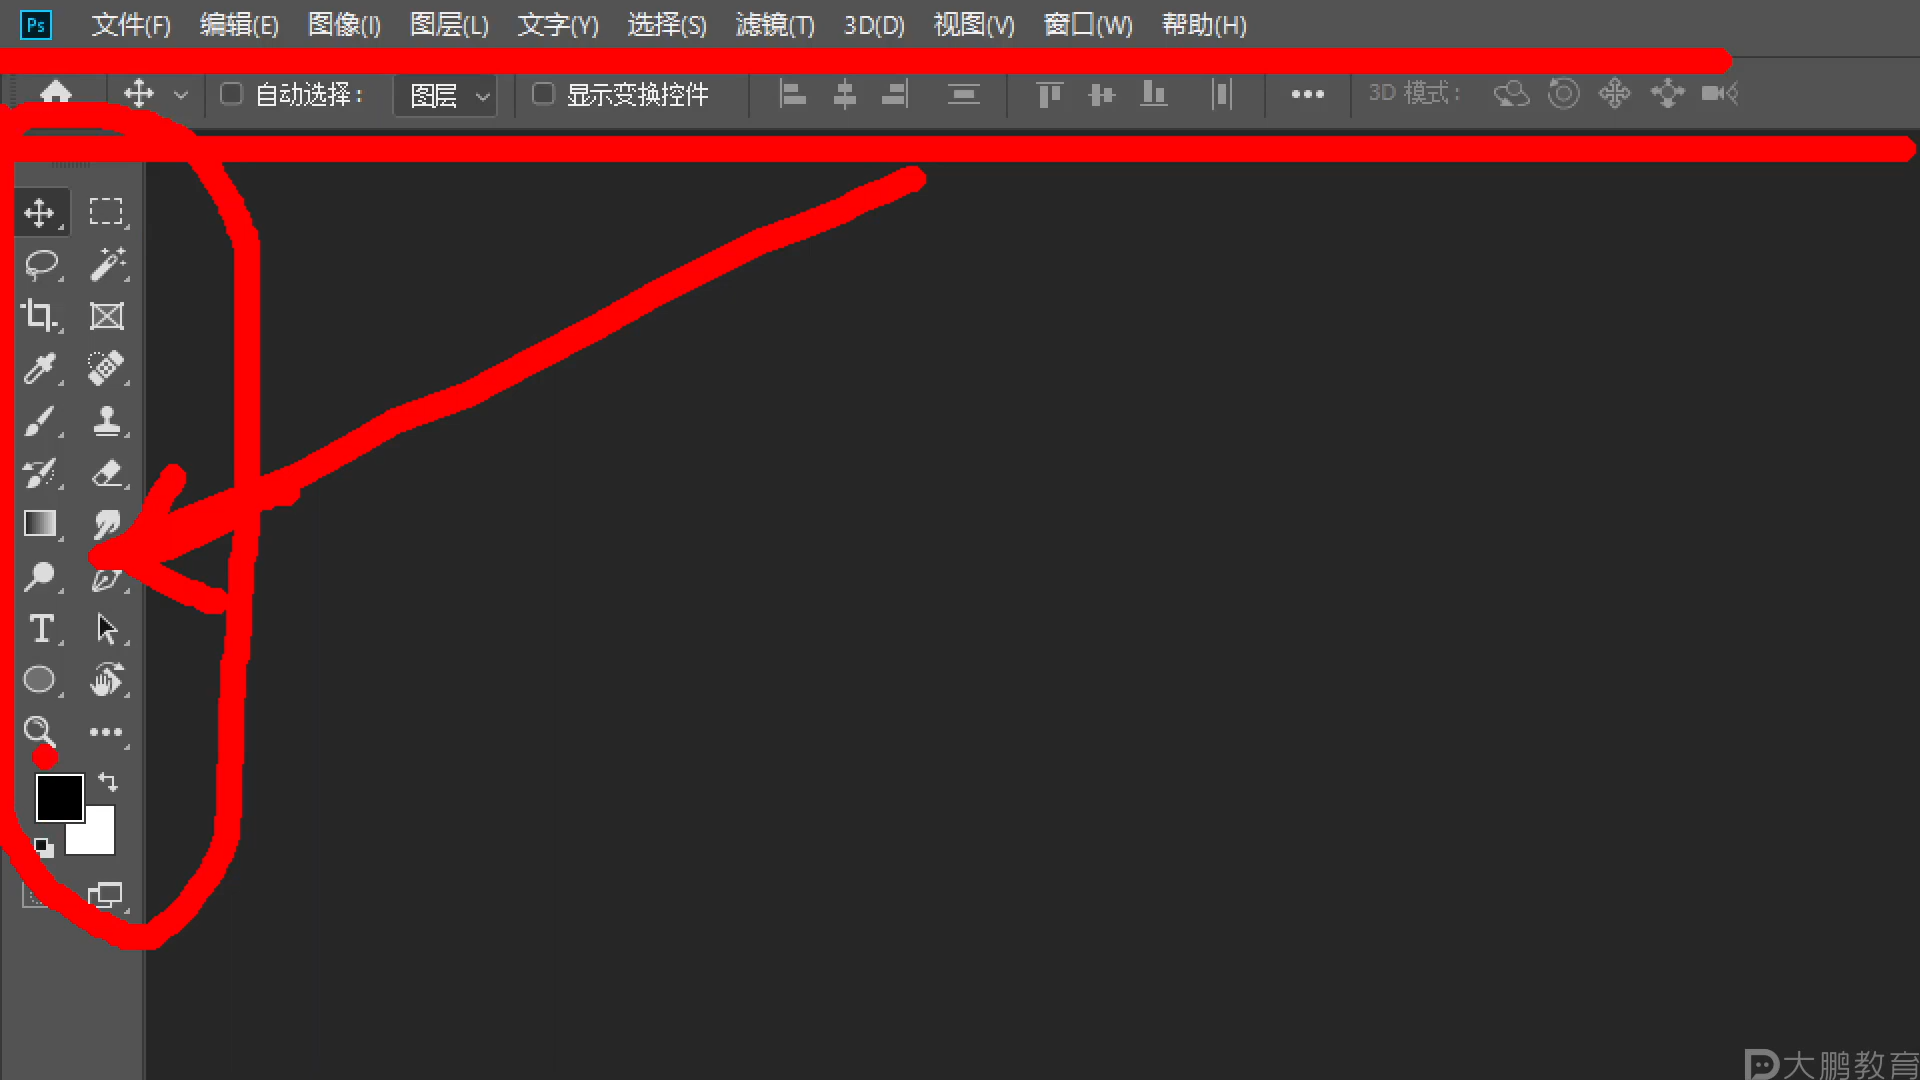 Ps 文件(F) 编辑(E) 图像(I) 图层(L) 文字(Y) 选择(S) 滤镜(T) 3D(D) 视图(V) 窗口(W) 帮助(H)
自动选择: 图层 显示变换控件 3D 模式:
T
大鹏教育